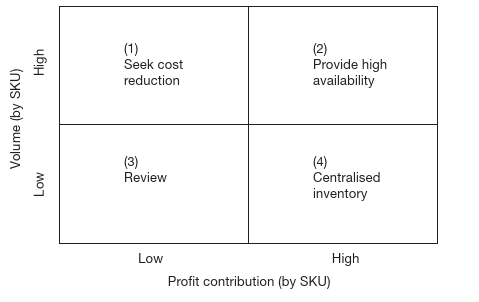 Volume (by SKU)
High
Low
(1)
Seek cost
reduction
(2)
Provide high
availability
(3)
Review
(4)
Centralised
inventory
Low
High
Profit contribution (by SKU)